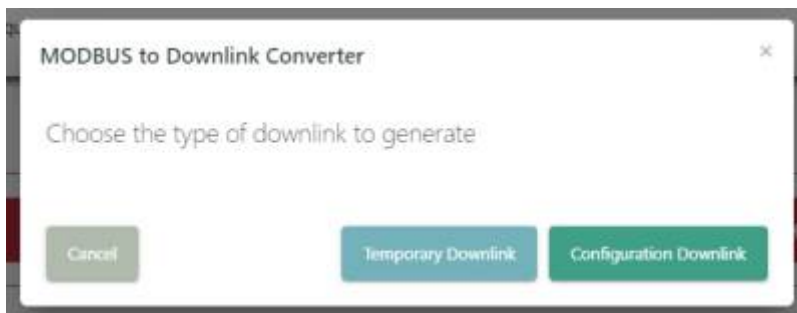 MODBUS to Downlink Converter ×
Choose the type of downlink to generate
Cancel Temporary Downlink Configuration Downlink